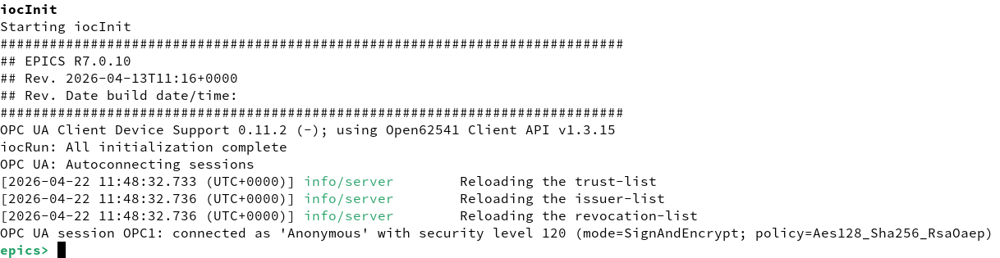 iocInit
Starting iocInit
############################################################################
## EPICS R7.0.10
## Rev. 2026-04-13T11:16+0000
## Rev. Date build date/time:
############################################################################
OPC UA Client Device Support 0.11.2 (-); using Open62541 Client API v1.3.15
iocRun: All initialization complete
OPC UA: Autoconnecting sessions
[2026-04-22 11:48:32.733 (UTC+0000)] info/server        Reloading the trust-list
[2026-04-22 11:48:32.736 (UTC+0000)] info/server        Reloading the issuer-list
[2026-04-22 11:48:32.736 (UTC+0000)] info/server        Reloading the revocation-list
OPC UA session OPC1: connected as 'Anonymous' with security level 120 (mode=SignAndEncrypt; policy=Aes128_Sha256_RsaOaep)
epics>